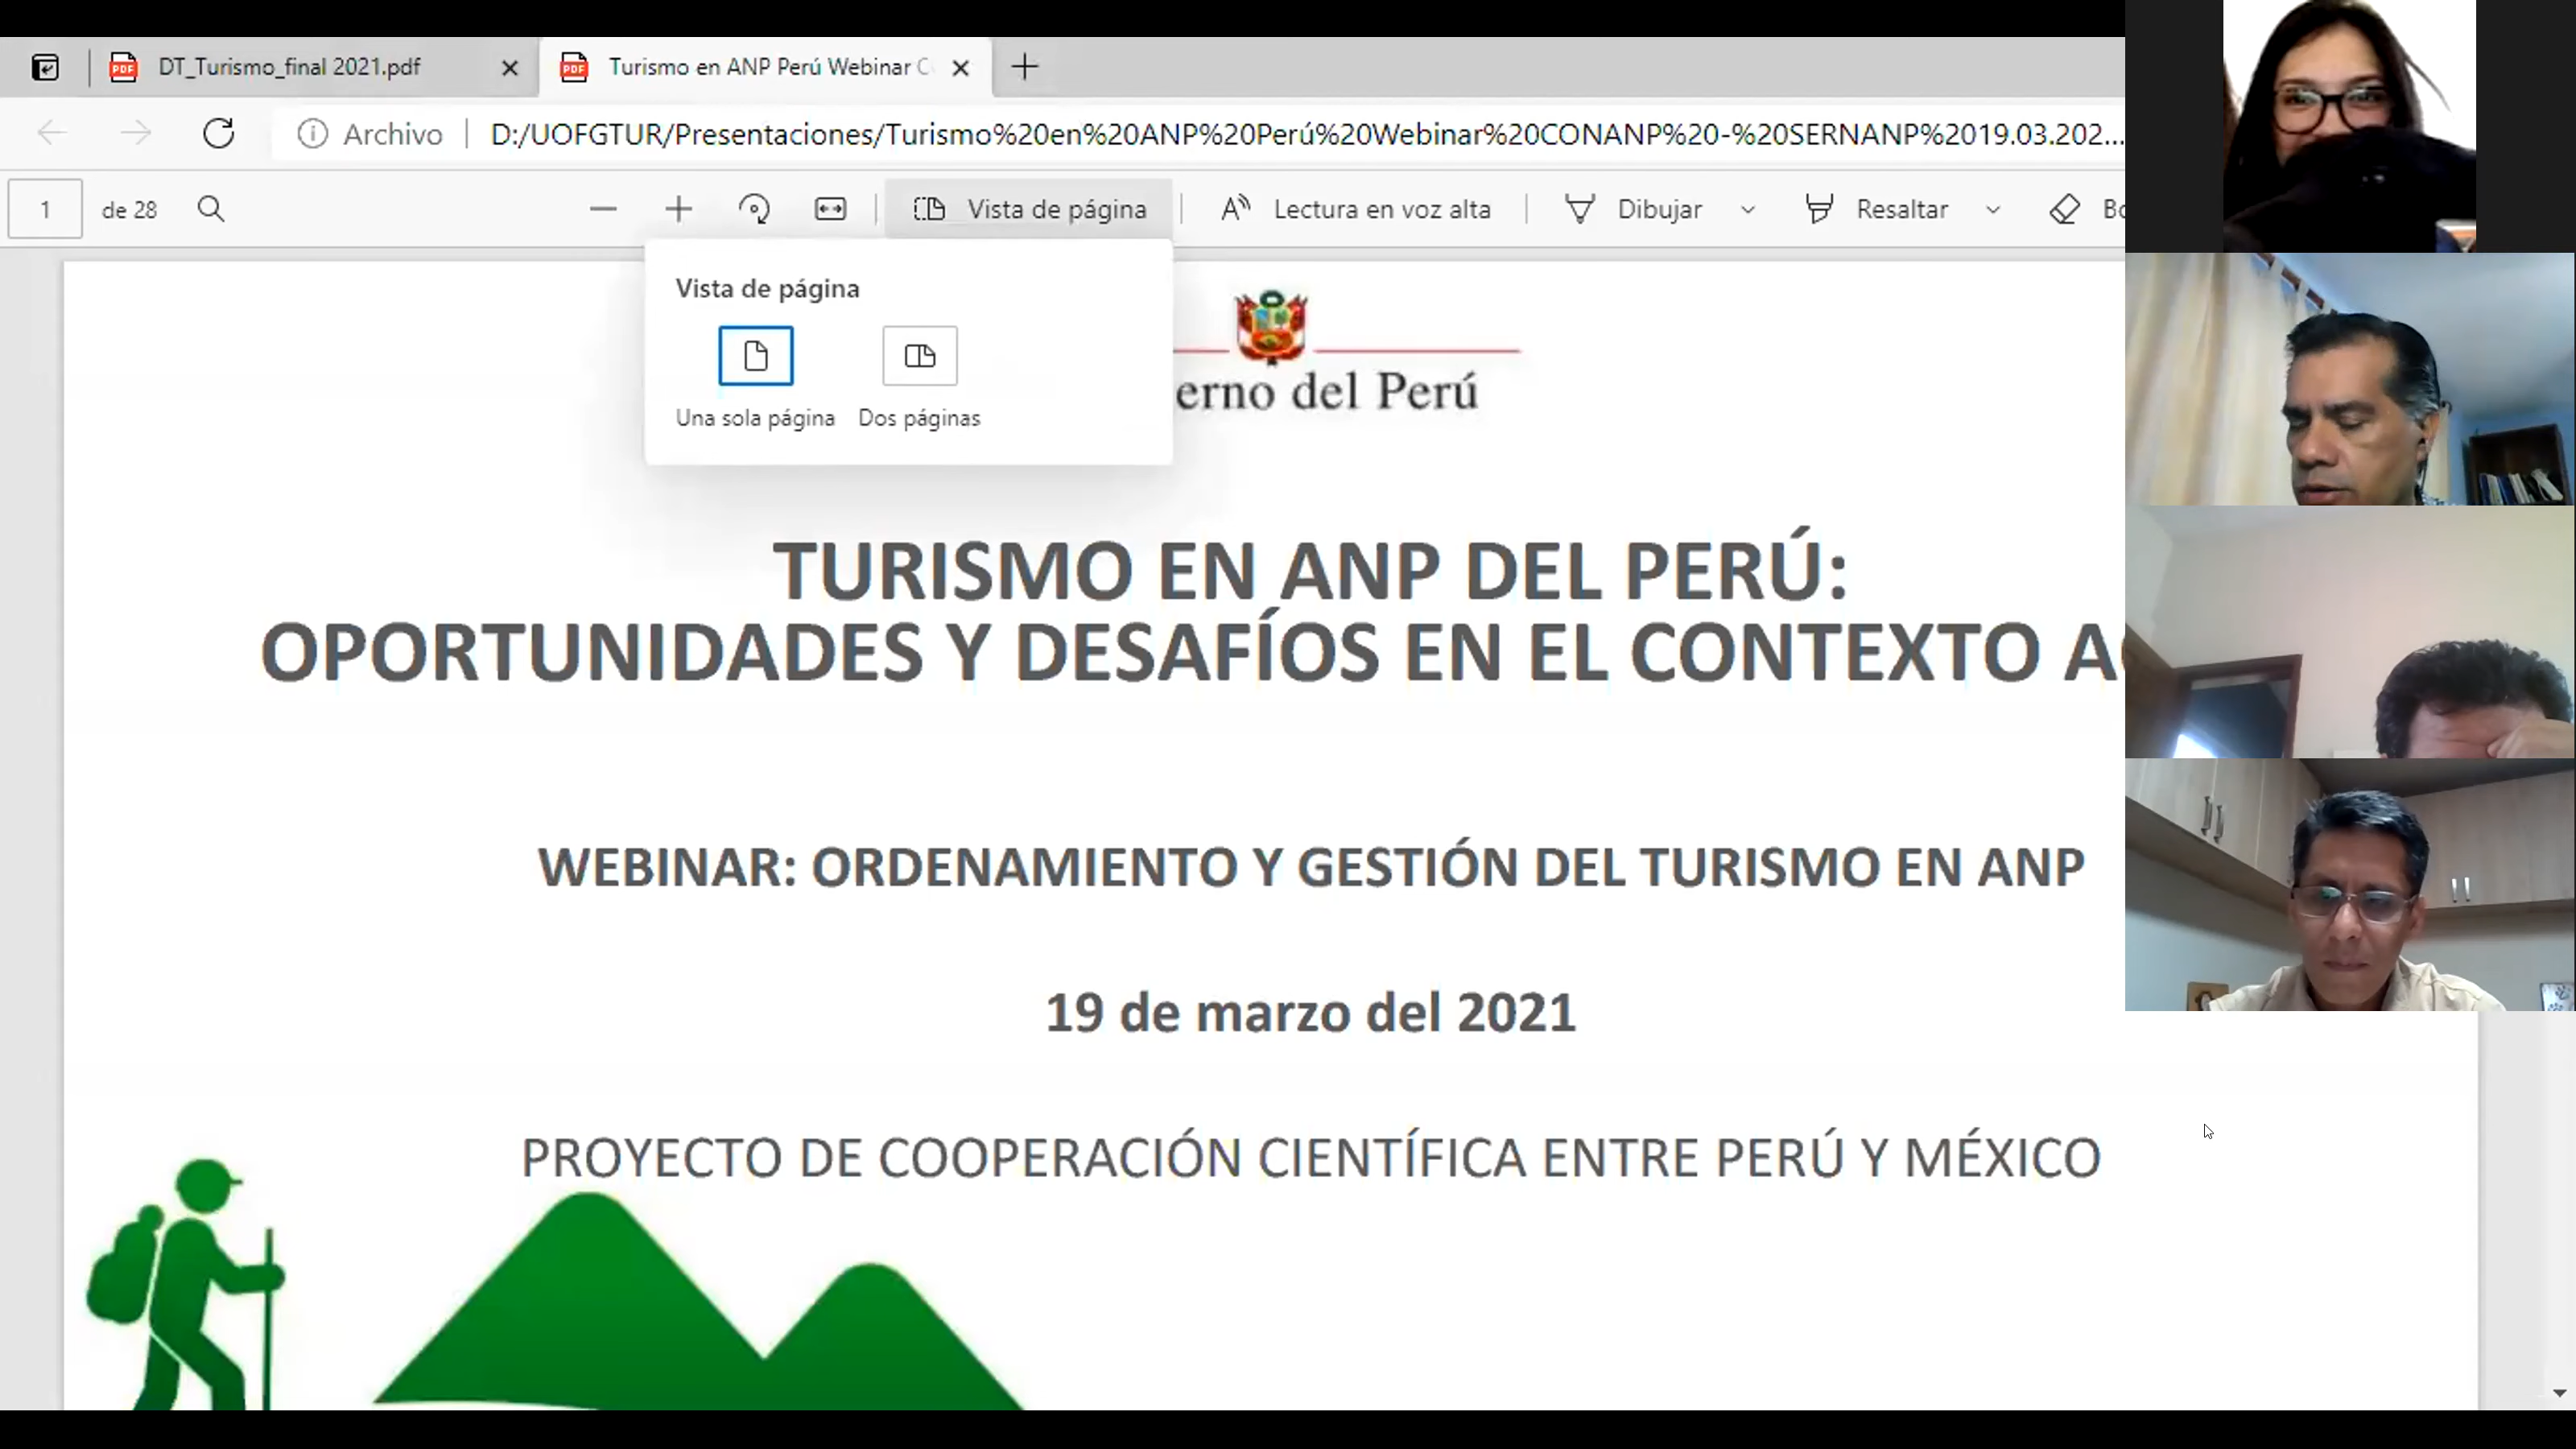 DT_Turismo_final 2021.pdf
Turismo en ANP Perú Webinar
Archivo
D:/UOFGTUR/Presentaciones/Turismo%20en%20ANP%20Perú%20Webinar%20CONANP%20-%20SERNANP%2019.03.202...
1 de 28
Vista de página
Lectura en voz alta
Dibujar
Resaltar
Vista de página
Una sola página
Dos páginas
erno del Perú
TURISMO EN ANP DEL PERÚ:
OPORTUNIDADES Y DESAFÍOS EN EL CONTEXTO
WEBINAR: ORDENAMIENTO Y GESTIÓN DEL TURISMO EN ANP
19 de marzo del 2021
PROYECTO DE COOPERACIÓN CIENTÍFICA ENTRE PERÚ Y MÉXICO